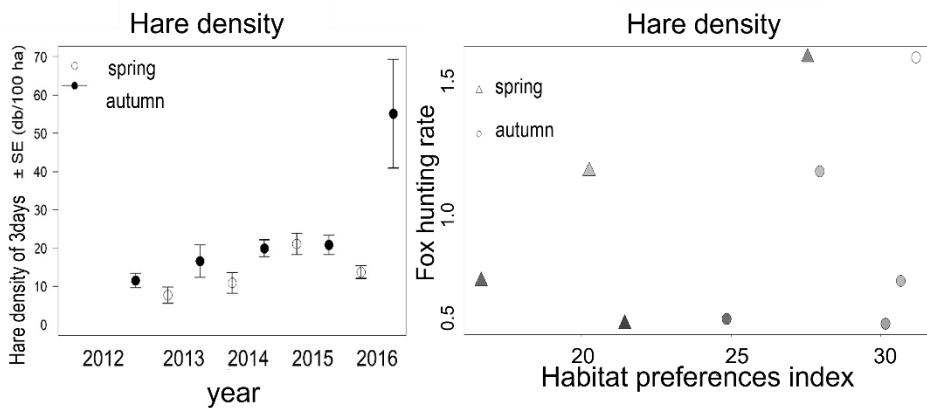 Hare density
70
60
50
40
30
20
10
0
Hare density of 3days ± SE (db/100 ha)
spring
autumn
2012 2013 2014 2015 2016
year
Hare density
1.5
1.0
0.5
Fox hunting rate
spring
autumn
20 25 30
Habitat preferences index